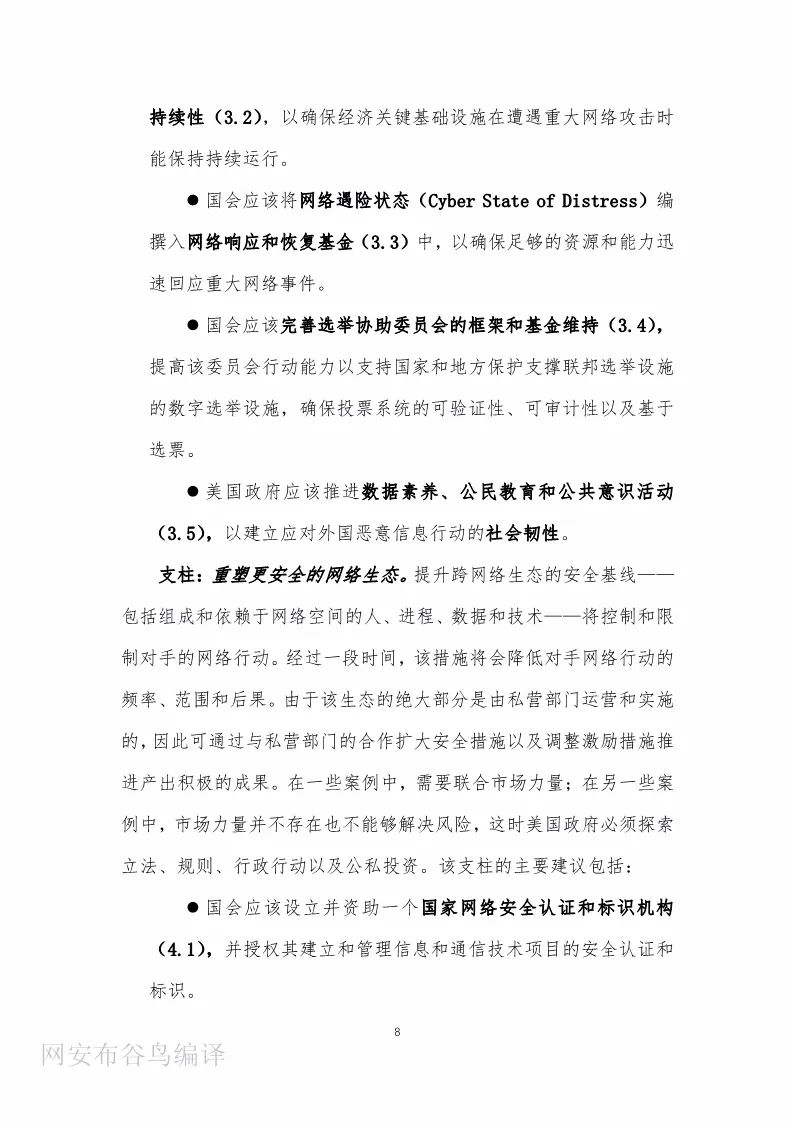 持续性（3.2），以确保经济关键基础设施在遭遇重大网络攻击时
能保持持续运行。
●国会应该将网络遇险状态（Cyber State of Distress）编
撰入网络响应和恢复基金（3.3）中，以确保足够的资源和能力迅
速回应重大网络事件。
●国会应该完善选举协助委员会的框架和基金维持（3.4），
提高该委员会行动能力以支持国家和地方保护支撑联邦选举设施
的数字选举设施，确保投票系统的可验证性、可审计性以及基于
选票。
●美国政府应该推进数据素养、公民教育和公共意识活动
（3.5），以建立应对外国恶意信息行动的社会韧性。
支柱：重塑更安全的网络生态。提升跨网络生态的安全基线——
包括组成和依赖于网络空间的人、进程、数据和技术——将控制和限
制对手的网络行动。经过一段时间，该措施将会降低对手网络行动的
频率、范围和后果。由于该生态的绝大部分是由私营部门运营和实施
的，因此可通过与私营部门的合作扩大安全措施以及调整激励措施推
进产出积极的成果。在一些案例中，需要联合市场力量；在另一些案
例中，市场力量并不存在也不能够解决风险，这时美国政府必须探索
立法、规则、行政行动以及公私投资。该支柱的主要建议包括：
●国会应该设立并资助一个国家网络安全认证和标识机构
（4.1），并授权其建立和管理信息和通信技术项目的安全认证和
标识。
8
网安布谷鸟编译